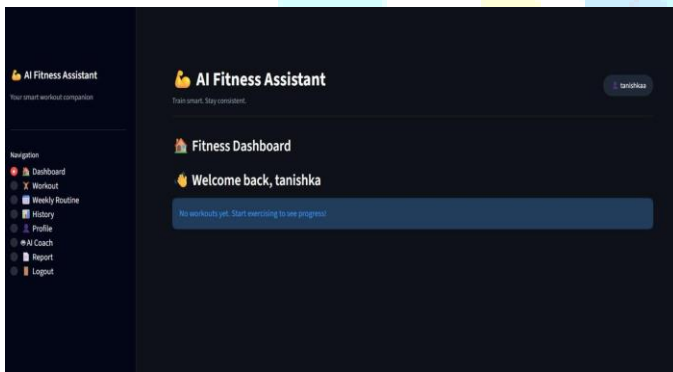 💪 AI Fitness Assistant
Your smart workout companion
Navigation
🏠 Dashboard
🏋 Workout
📅 Weekly Routine
📊 History
👤 Profile
AI Coach
📄 Report
🚪 Logout
💪 AI Fitness Assistant
Train smart. Stay consistent.
👤 tanishkaa
🏠 Fitness Dashboard
👋 Welcome back, tanishka
No workouts yet. Start exercising to see progress!